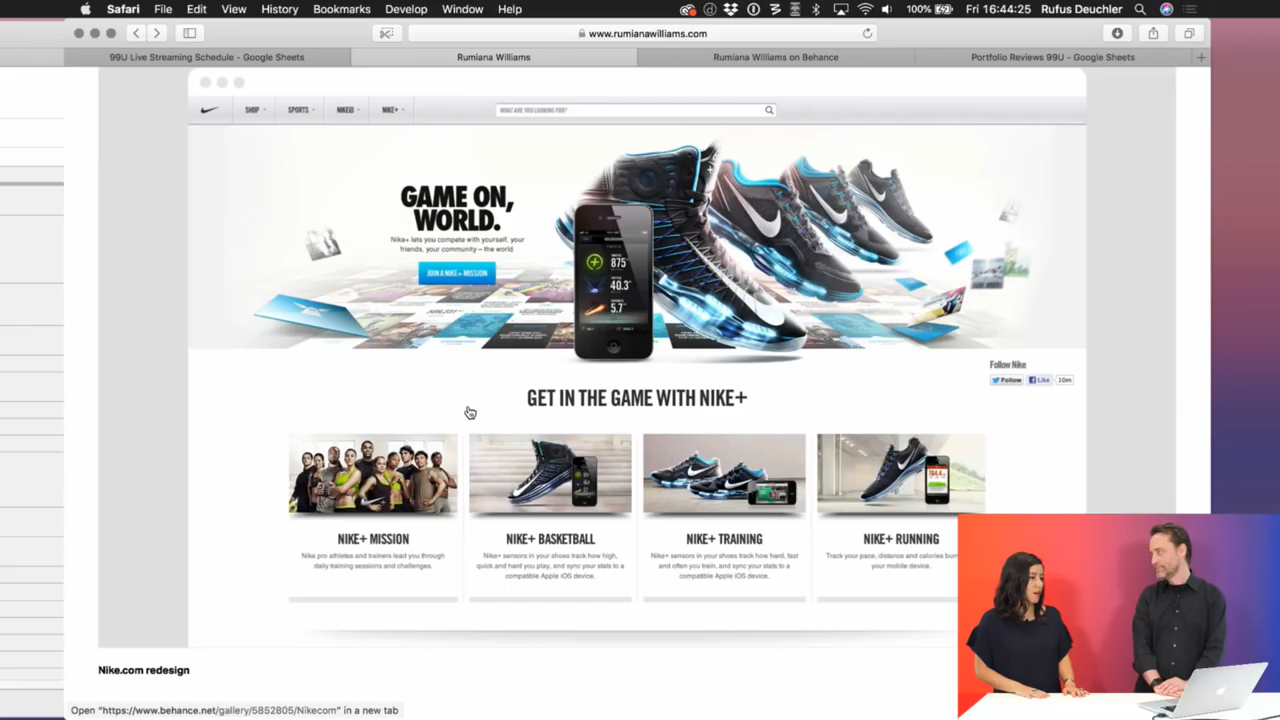 Safari File Edit View History Bookmarks Develop Window Help 100% Fri 16:44:25 Rufus Deuchler
www.rumianawilliams.com
99U Live Streaming Schedule - Google Sheets Rumiana Williams Rumiana Williams on Behance Portfolio Reviews 99U - Google Sheets
SHOP SPORTS NIKEiD NIKE+ WHAT ARE YOU LOOKING FOR?
GAME ON,
WORLD.
Nike+ lets you compete with yourself, your
friends, your community – the world.
JOIN A NIKE+ MISSION
875
40.3
5.7
Follow Nike
Follow Like 10m
GET IN THE GAME WITH NIKE+
NIKE+ MISSION
Nike pro athletes and trainers lead you through
daily training sessions and challenges.
NIKE+ BASKETBALL
Nike+ sensors in your shoes track how high,
quick and hard you play, and sync your stats to a
compatible Apple iOS device.
NIKE+ TRAINING
Nike+ sensors in your shoes track how hard, fast
and often you train, and sync your stats to a
compatible Apple iOS device.
NIKE+ RUNNING
Track your pace, distance and calories
your mobile device.
Nike.com redesign
Open "https://www.behance.net/gallery/5852805/Nikecom" in a new tab